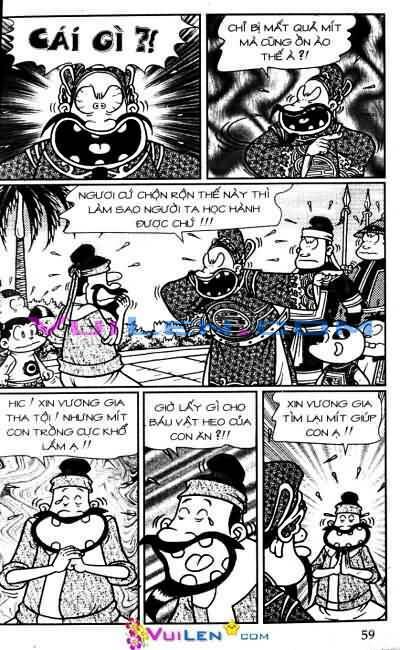 CÁI GÌ ?!
CHỈ BỊ MẤT QUẢ MÍT
MÀ CŨNG ỒN ÀO
THẾ À ?!
NGƯƠI CỨ CHỘN RỘN THẾ NÀY THÌ
LÀM SAO NGƯỜI TA HỌC HÀNH
ĐƯỢC CHỨ !!!
VUILEN.COM
HIC ! XIN VƯƠNG GIA
THA TỘI ! NHƯNG MÍT
CON TRỒNG CỰC KHỔ
LẮM Ạ !!
GIỜ LẤY GÌ CHO
BÁU VẬT HEO CỦA
CON ĂN ?!!
XIN VƯƠNG GIA
TÌM LẠI MÍT GIÚP
CON Ạ !!
59
VUILEN.COM